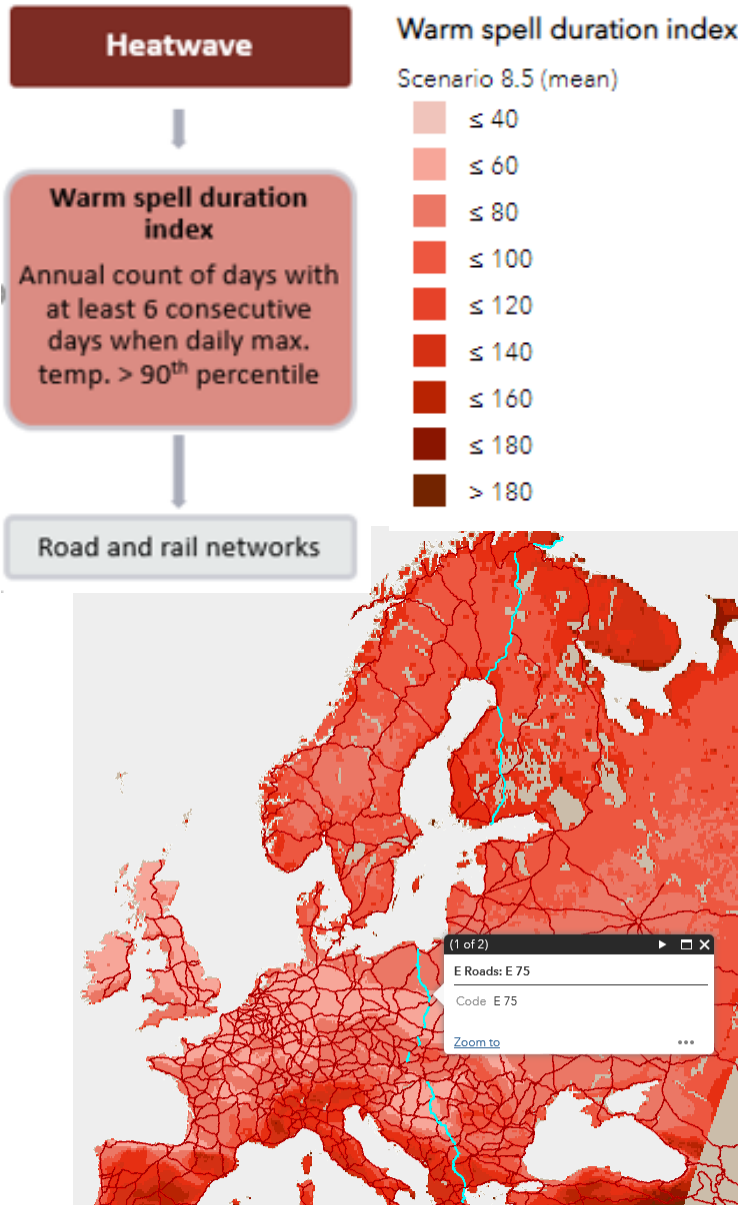 Heatwave
Warm spell duration
index
Annual count of days with
at least 6 consecutive
days when daily max.
temp. > 90th percentile
Road and rail networks
Warm spell duration index
Scenario 8.5 (mean)
≤ 40
≤ 60
≤ 80
≤ 100
≤ 120
≤ 140
≤ 160
≤ 180
> 180
(1 of 2)
E Roads: E 75
Code E 75
Zoom to